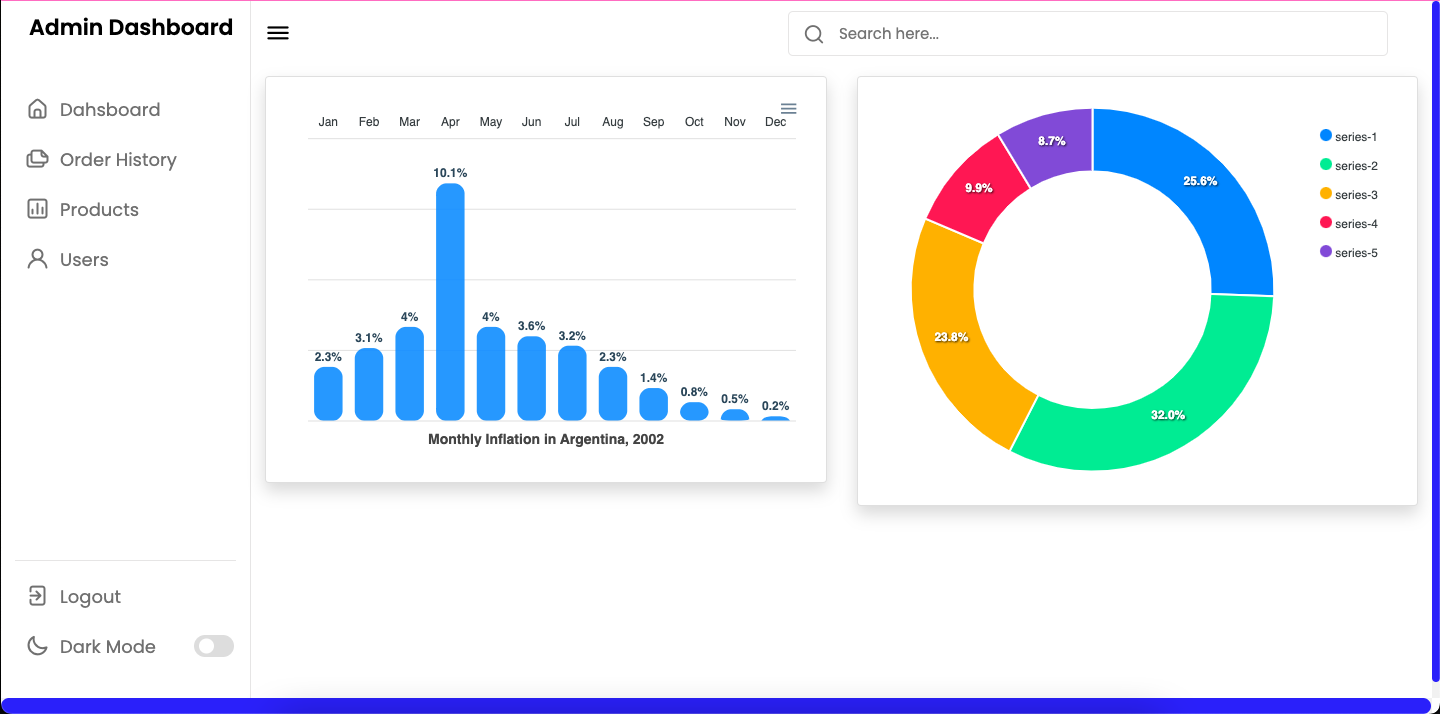 Admin Dashboard
Search here...
Dahsboard
Order History
Products
Users
Logout
Dark Mode
Jan Feb Mar Apr May Jun Jul Aug Sep Oct Nov Dec
10.1%
4% 4%
3.6%
3.2%
3.1%
2.3% 2.3%
1.4%
0.8%
0.5%
0.2%
Monthly Inflation in Argentina, 2002
8.7%
25.6%
9.9%
23.8%
32.0%
series-1
series-2
series-3
series-4
series-5